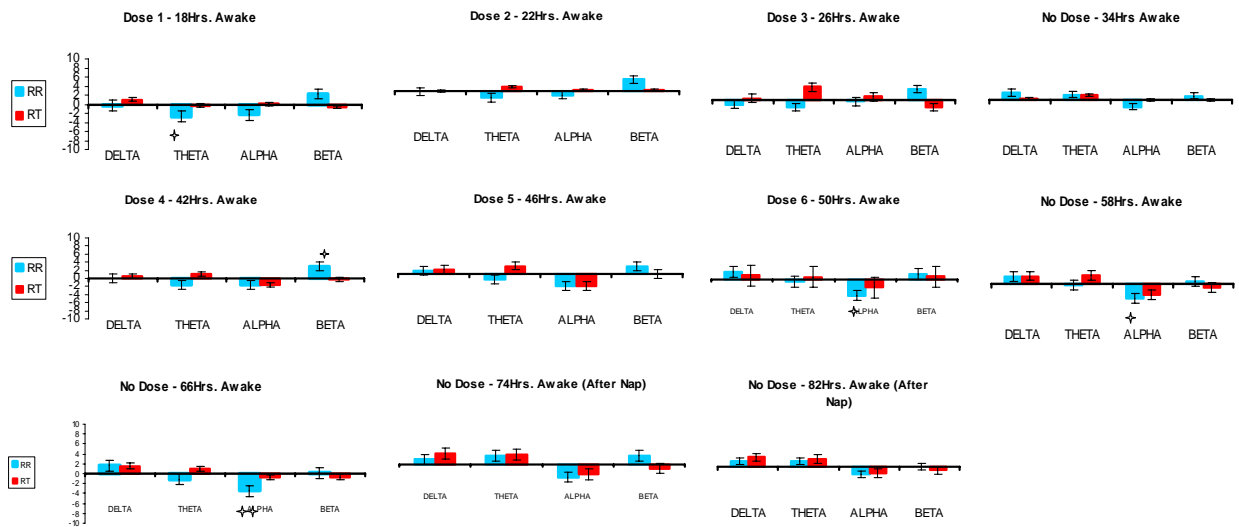 Dose 1 - 18Hrs. Awake
Dose 2 - 22Hrs. Awake
Dose 3 - 26Hrs. Awake
No Dose - 34Hrs Awake
RR
RT
10
8
6
4
2
0
-2
-4
-6
-8
-10
DELTA THETA ALPHA BETA
DELTA THETA ALPHA BETA
DELTA THETA ALPHA BETA
DELTA THETA ALPHA BETA
Dose 4 - 42Hrs. Awake
Dose 5 - 46Hrs. Awake
Dose 6 - 50Hrs. Awake
No Dose - 58Hrs. Awake
RR
RT
10
8
6
4
2
0
-2
-4
-6
-8
-10
DELTA THETA ALPHA BETA
DELTA THETA ALPHA BETA
DELTA THETA ALPHA BETA
DELTA THETA ALPHA BETA
No Dose - 66Hrs. Awake
No Dose - 74Hrs. Awake (After Nap)
No Dose - 82Hrs. Awake (After
Nap)
RR
RT
10
8
6
4
2
0
-2
-4
-6
-8
-10
DELTA THETA ALPHA BETA
DELTA THETA ALPHA BETA
DELTA THETA ALPHA BETA